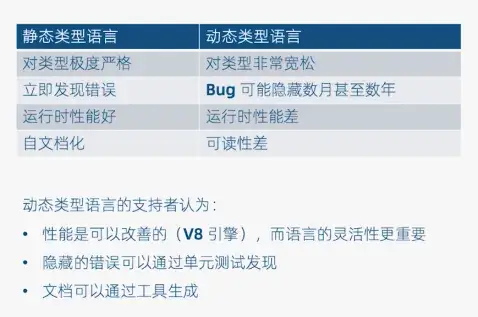 静态类型语言 动态类型语言
对类型极度严格 对类型非常宽松
立即发现错误 Bug 可能隐藏数月甚至数年
运行时性能好 运行时性能差
自文档化 可读性差
动态类型语言的支持者认为：
• 性能是可以改善的（V8 引擎），而语言的灵活性更重要
• 隐藏的错误可以通过单元测试发现
• 文档可以通过工具生成